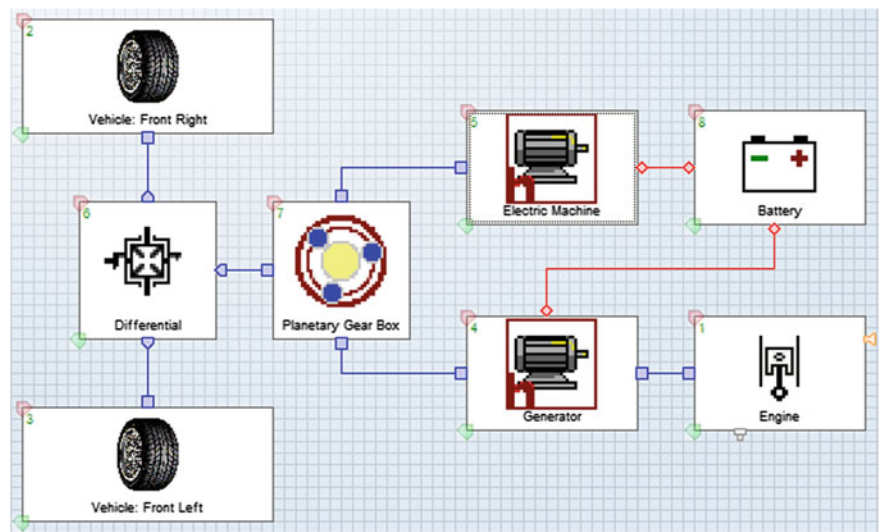 2
Vehicle: Front Right
5
Electric Machine
8
Battery
6
Differential
7
Planetary Gear Box
4
Generator
1
Engine
3
Vehicle: Front Left